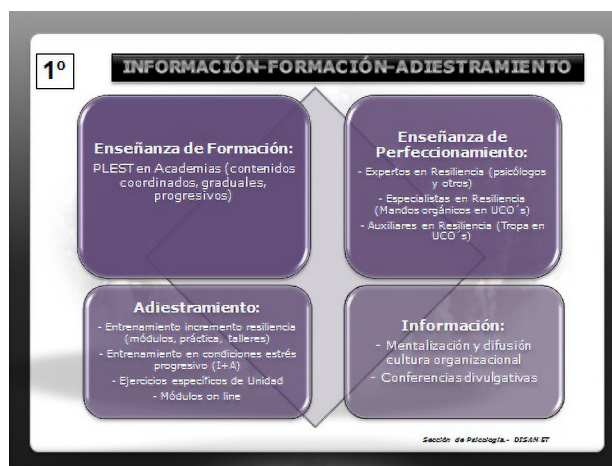 1º
INFORMACIÓN-FORMACIÓN-ADIESTRAMIENTO
Enseñanza de Formación:
PLEST en Academias (contenidos
coordinados, graduales,
progresivos)
Enseñanza de
Perfeccionamiento:
- Expertos en Resiliencia (psicólogos
y otros)
- Especialistas en Resiliencia
(Mandos orgánicos en UCO´s)
- Auxiliares en Resiliencia (Tropa en
UCO´s)
Adiestramiento:
- Entrenamiento incremento resiliencia
(módulos, práctica, talleres)
- Entrenamiento en condiciones estrés
progresivo (I+A)
- Ejercicios específicos de Unidad
- Módulos on line
Información:
- Mentalización y difusión
cultura organizacional
- Conferencias divulgativas
Sección de Psicología.- DISAN ET